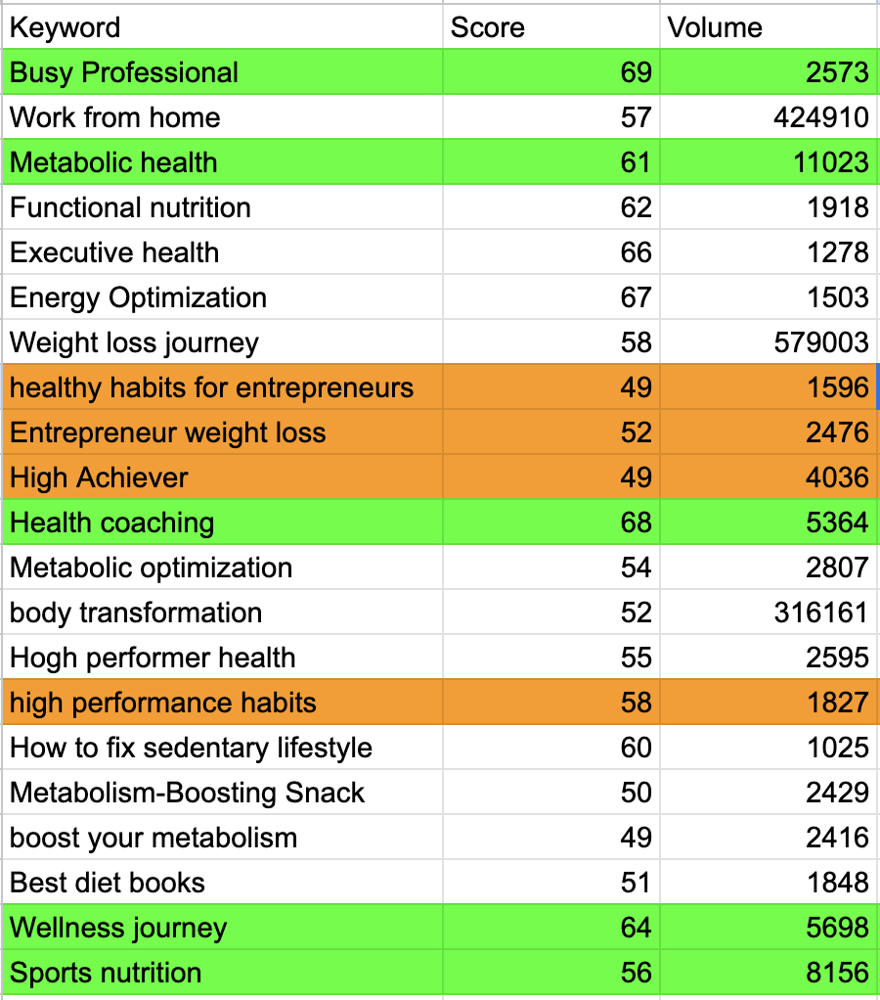 Keyword Score Volume
Busy Professional 69 2573
Work from home 57 424910
Metabolic health 61 11023
Functional nutrition 62 1918
Executive health 66 1278
Energy Optimization 67 1503
Weight loss journey 58 579003
healthy habits for entrepreneurs 49 1596
Entrepreneur weight loss 52 2476
High Achiever 49 4036
Health coaching 68 5364
Metabolic optimization 54 2807
body transformation 52 316161
Hogh performer health 55 2595
high performance habits 58 1827
How to fix sedentary lifestyle 60 1025
Metabolism-Boosting Snack 50 2429
boost your metabolism 49 2416
Best diet books 51 1848
Wellness journey 64 5698
Sports nutrition 56 8156